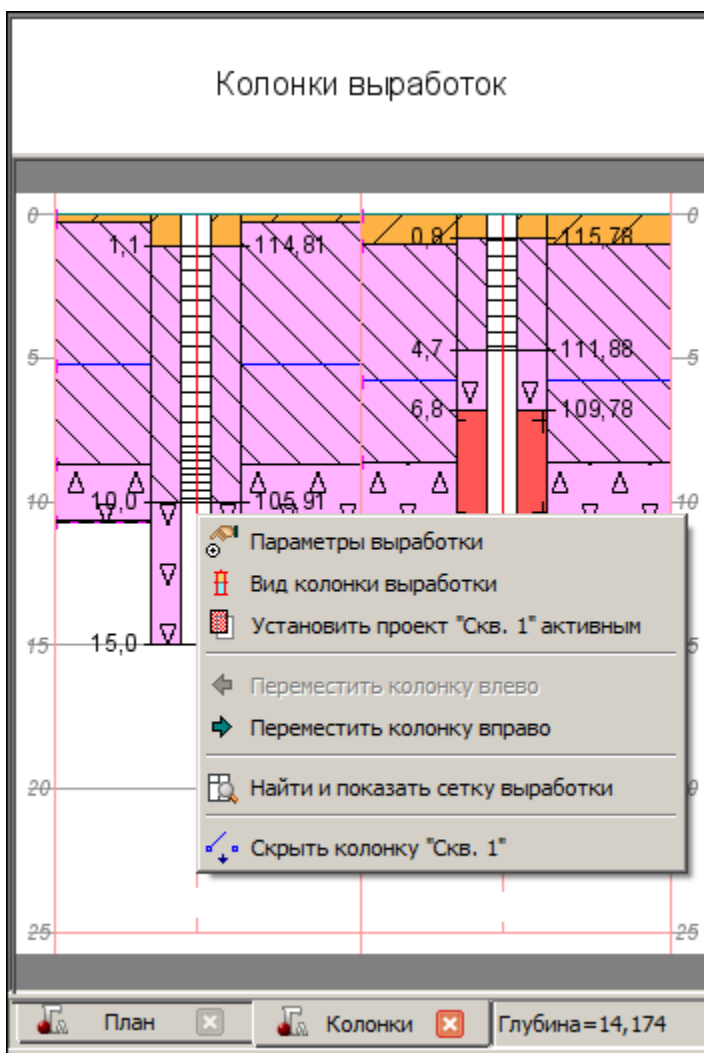 Колонки выработок
0 0
1,1 114,81 0,8 115,78
5 4,7 111,88 5
6,8 109,78
10 10,0 105,91 10
Параметры выработки
Вид колонки выработки
15 15,0 Установить проект "Скв. 1" активным 5
Переместить колонку влево
Переместить колонку вправо
20 Найти и показать сетку выработки 0
Скрыть колонку "Скв. 1"
25 25
План Колонки Глубина=14,174